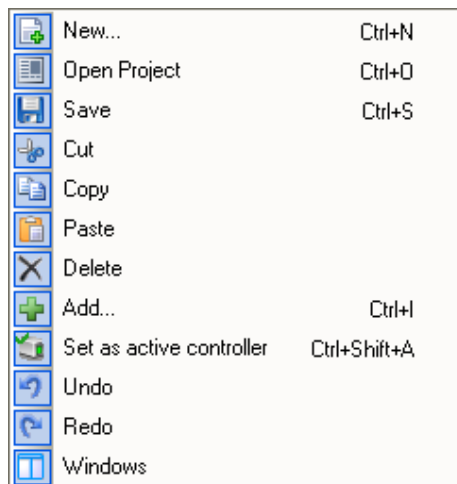 New... Ctrl+N
Open Project Ctrl+O
Save Ctrl+S
Cut
Copy
Paste
Delete
Add... Ctrl+I
Set as active controller Ctrl+Shift+A
Undo
Redo
Windows